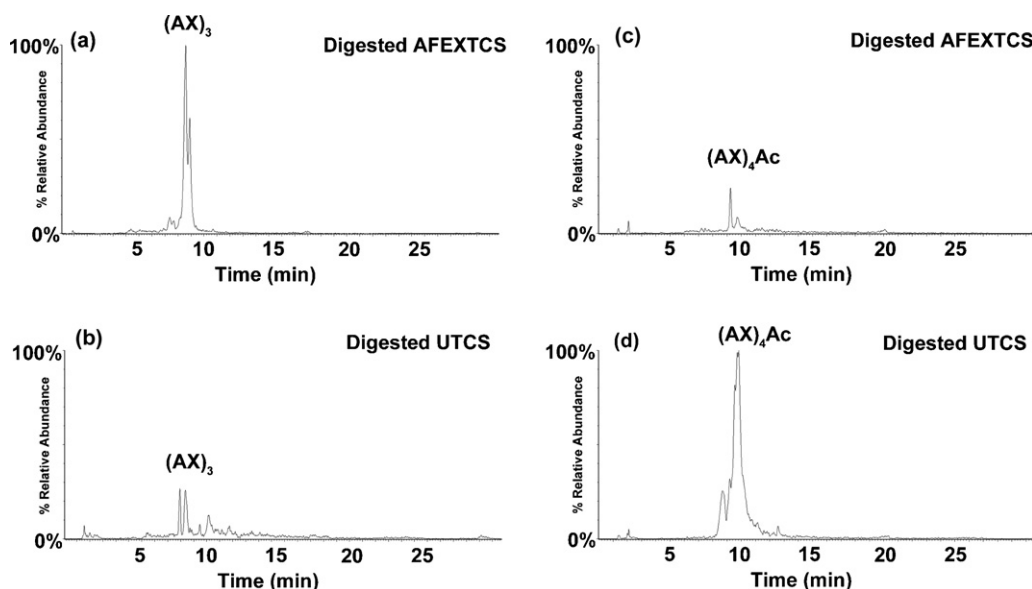 (a)
(AX)₃
Digested AFEXTCS
100%
% Relative Abundance
0%
5 10 15 20 25
Time (min)
(b)
Digested UTCS
100%
% Relative Abundance
(AX)₃
0%
5 10 15 20 25
Time (min)
(c)
Digested AFEXTCS
100%
% Relative Abundance
(AX)₄Ac
0%
5 10 15 20 25
Time (min)
(d)
(AX)₄Ac
Digested UTCS
100%
% Relative Abundance
0%
5 10 15 20 25
Time (min)